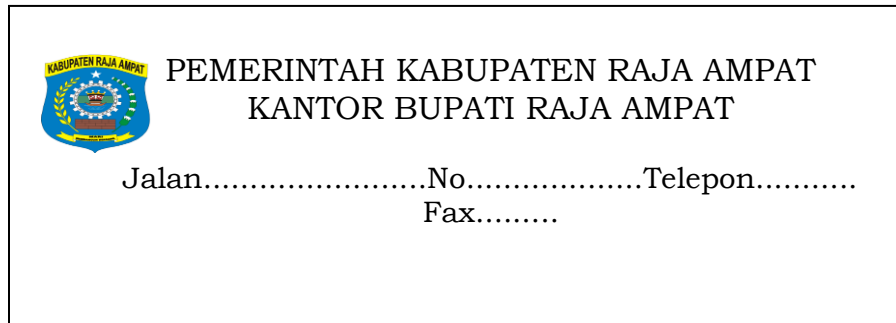 KABUPATEN RAJA AMPAT
PEMERINTAH KABUPATEN RAJA AMPAT
KANTOR BUPATI RAJA AMPAT
Jalan........................No...................Telepon...........
Fax.........